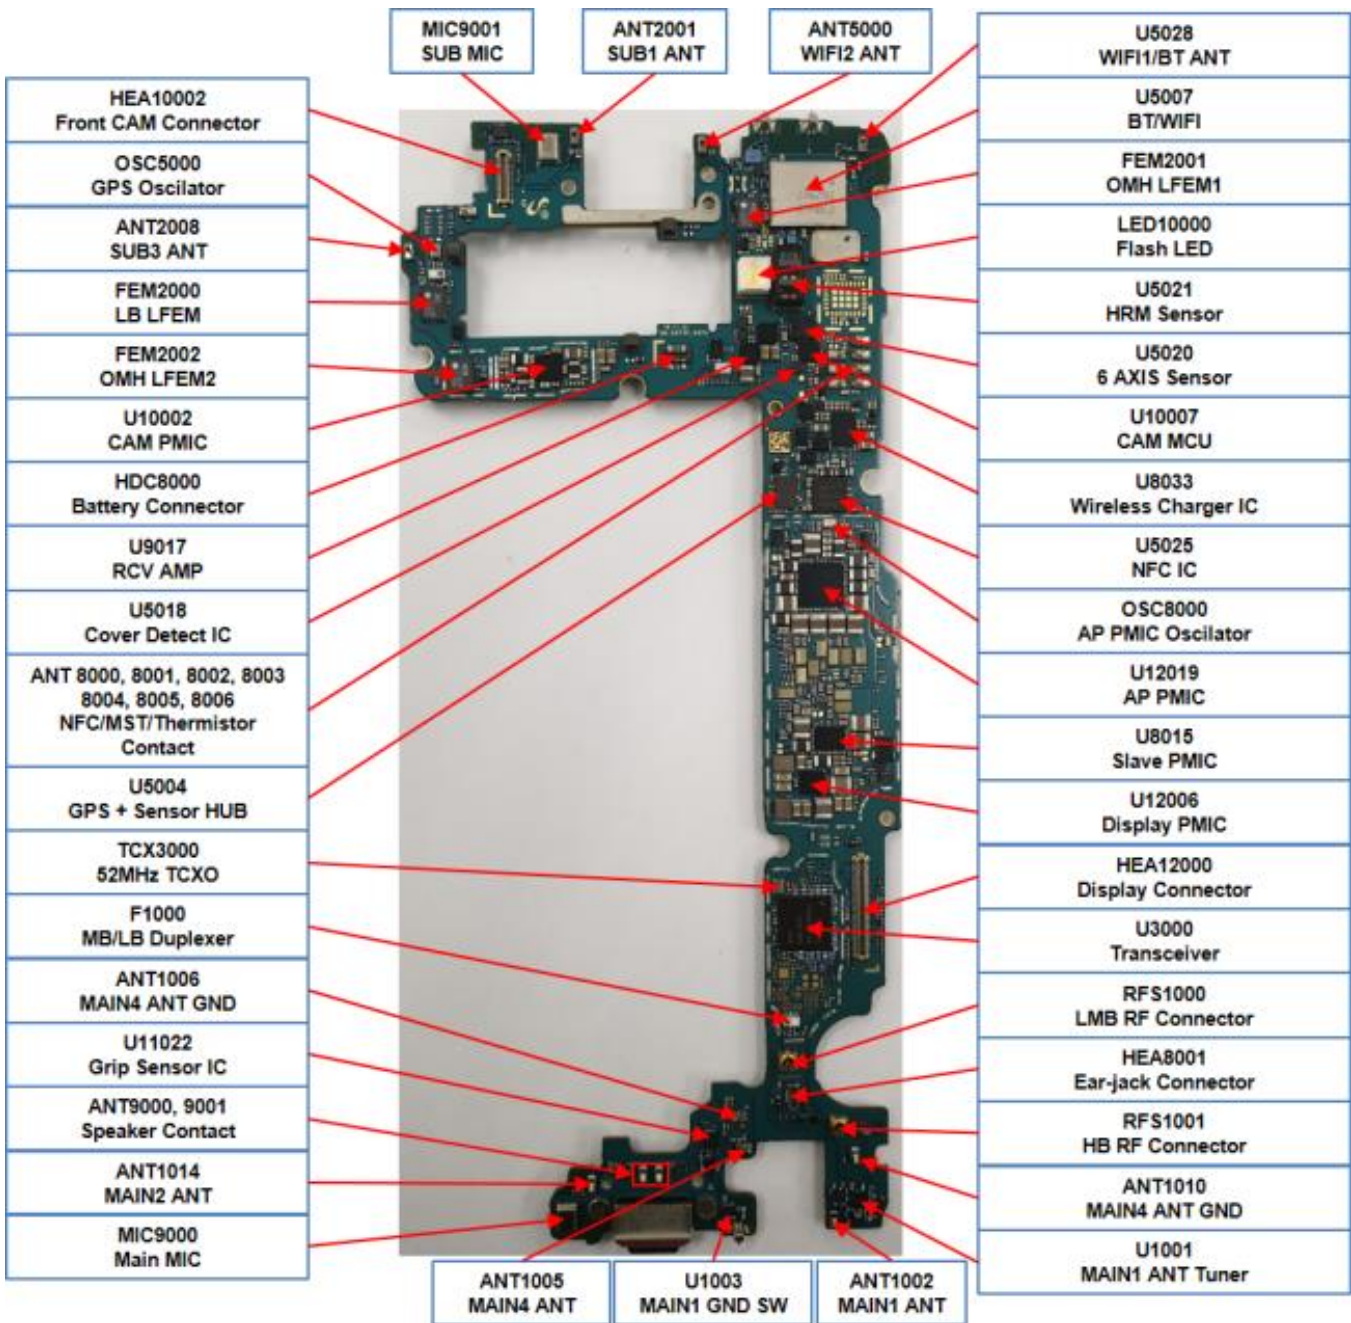 MIC9001
SUB MIC
ANT2001
SUB1 ANT
ANT5000
WIFI2 ANT
U5028
WIFI1/BT ANT
HEA10002
Front CAM Connector
OSC5000
GPS Oscilator
ANT2008
SUB3 ANT
FEM2000
LB LFEM
FEM2002
OMH LFEM2
U10002
CAM PMIC
HDC8000
Battery Connector
U9017
RCV AMP
U5018
Cover Detect IC
ANT 8000, 8001, 8002, 8003
8004, 8005, 8006
NFC/MST/Thermistor
Contact
U5004
GPS + Sensor HUB
TCX3000
52MHz TCXO
F1000
MB/LB Duplexer
ANT1006
MAIN4 ANT GND
U11022
Grip Sensor IC
ANT9000, 9001
Speaker Contact
ANT1014
MAIN2 ANT
MIC9000
Main MIC
U5007
BT/WIFI
FEM2001
OMH LFEM1
LED10000
Flash LED
U5021
HRM Sensor
U5020
6 AXIS Sensor
U10007
CAM MCU
U8033
Wireless Charger IC
U5025
NFC IC
OSC8000
AP PMIC Oscilator
U12019
AP PMIC
U8015
Slave PMIC
U12006
Display PMIC
HEA12000
Display Connector
U3000
Transceiver
RFS1000
LMB RF Connector
HEA8001
Ear-jack Connector
RFS1001
HB RF Connector
ANT1010
MAIN4 ANT GND
U1001
MAIN1 ANT Tuner
ANT1005
MAIN4 ANT
U1003
MAIN1 GND SW
ANT1002
MAIN1 ANT